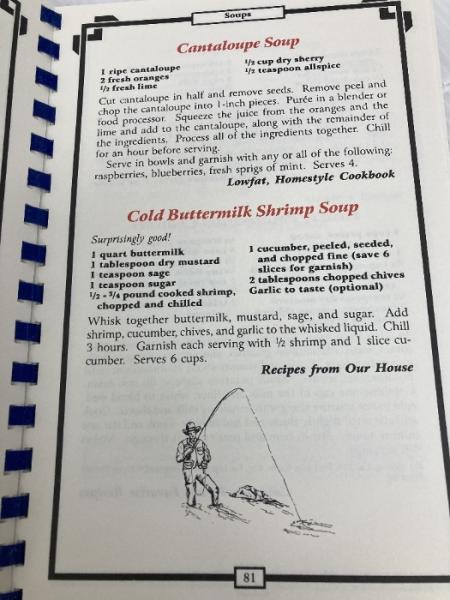 Soups
Cantaloupe Soup
1 ripe cantaloupe
2 fresh oranges
½ fresh lime
½ cup dry sherry
½ teaspoon allspice
Cut cantaloupe in half and remove seeds. Remove peel and
chop the cantaloupe into 1-inch pieces. Purée in a blender or
food processor. Squeeze the juice from the oranges and the
lime and add to the cantaloupe, along with the remainder of
the ingredients. Process all of the ingredients together. Chill
for an hour before serving.
Serve in bowls and garnish with any or all of the following:
raspberries, blueberries, fresh sprigs of mint. Serves 4.
Lowfat, Homestyle Cookbook
Cold Buttermilk Shrimp Soup
Surprisingly good!
1 quart buttermilk
1 tablespoon dry mustard
1 teaspoon sage
1 teaspoon sugar
½ - ¾ pound cooked shrimp,
chopped and chilled
1 cucumber, peeled, seeded,
and chopped fine (save 6
slices for garnish)
2 tablespoons chopped chives
Garlic to taste (optional)
Whisk together buttermilk, mustard, sage, and sugar. Add
shrimp, cucumber, chives, and garlic to the whisked liquid. Chill
3 hours. Garnish each serving with ½ shrimp and 1 slice cu-
cumber. Serves 6 cups.
Recipes from Our House
81